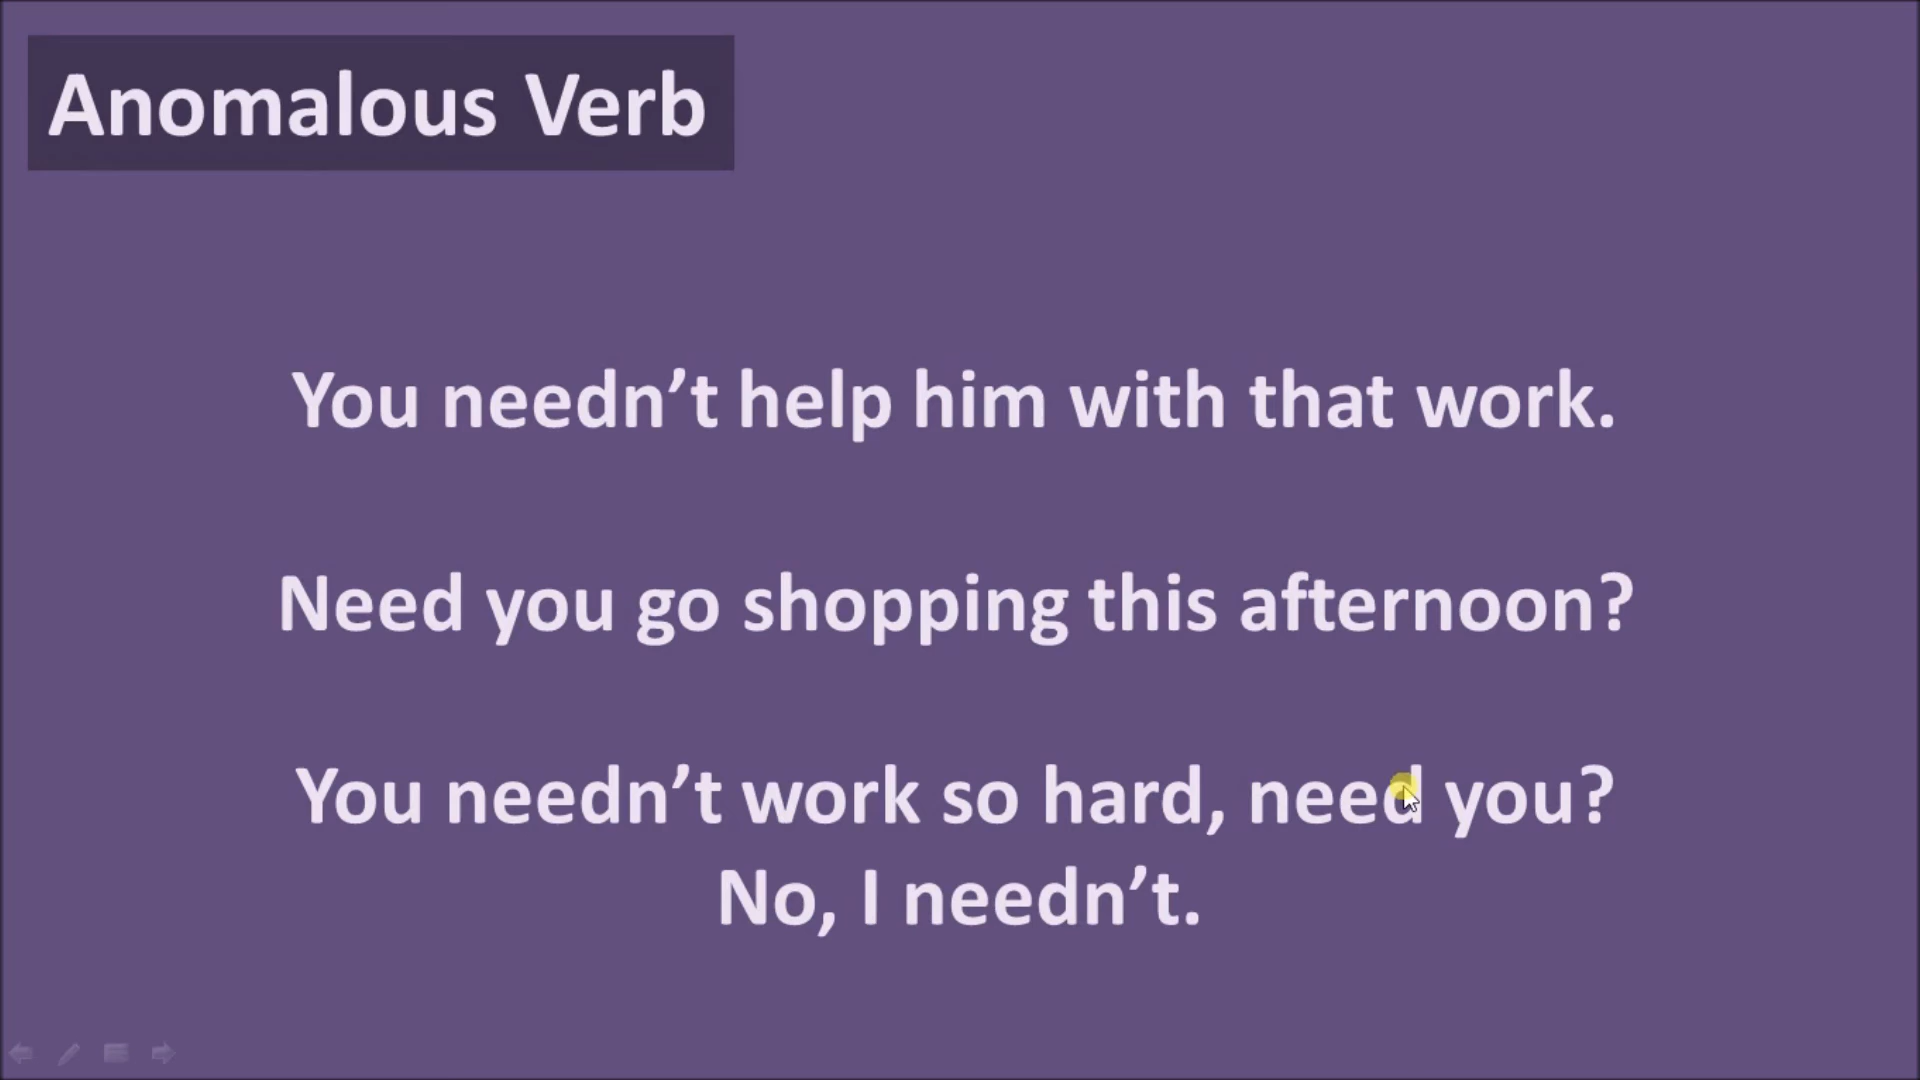 Anomalous Verb
You needn’t help him with that work.
Need you go shopping this afternoon?
You needn’t work so hard, need you?
No, I needn’t.